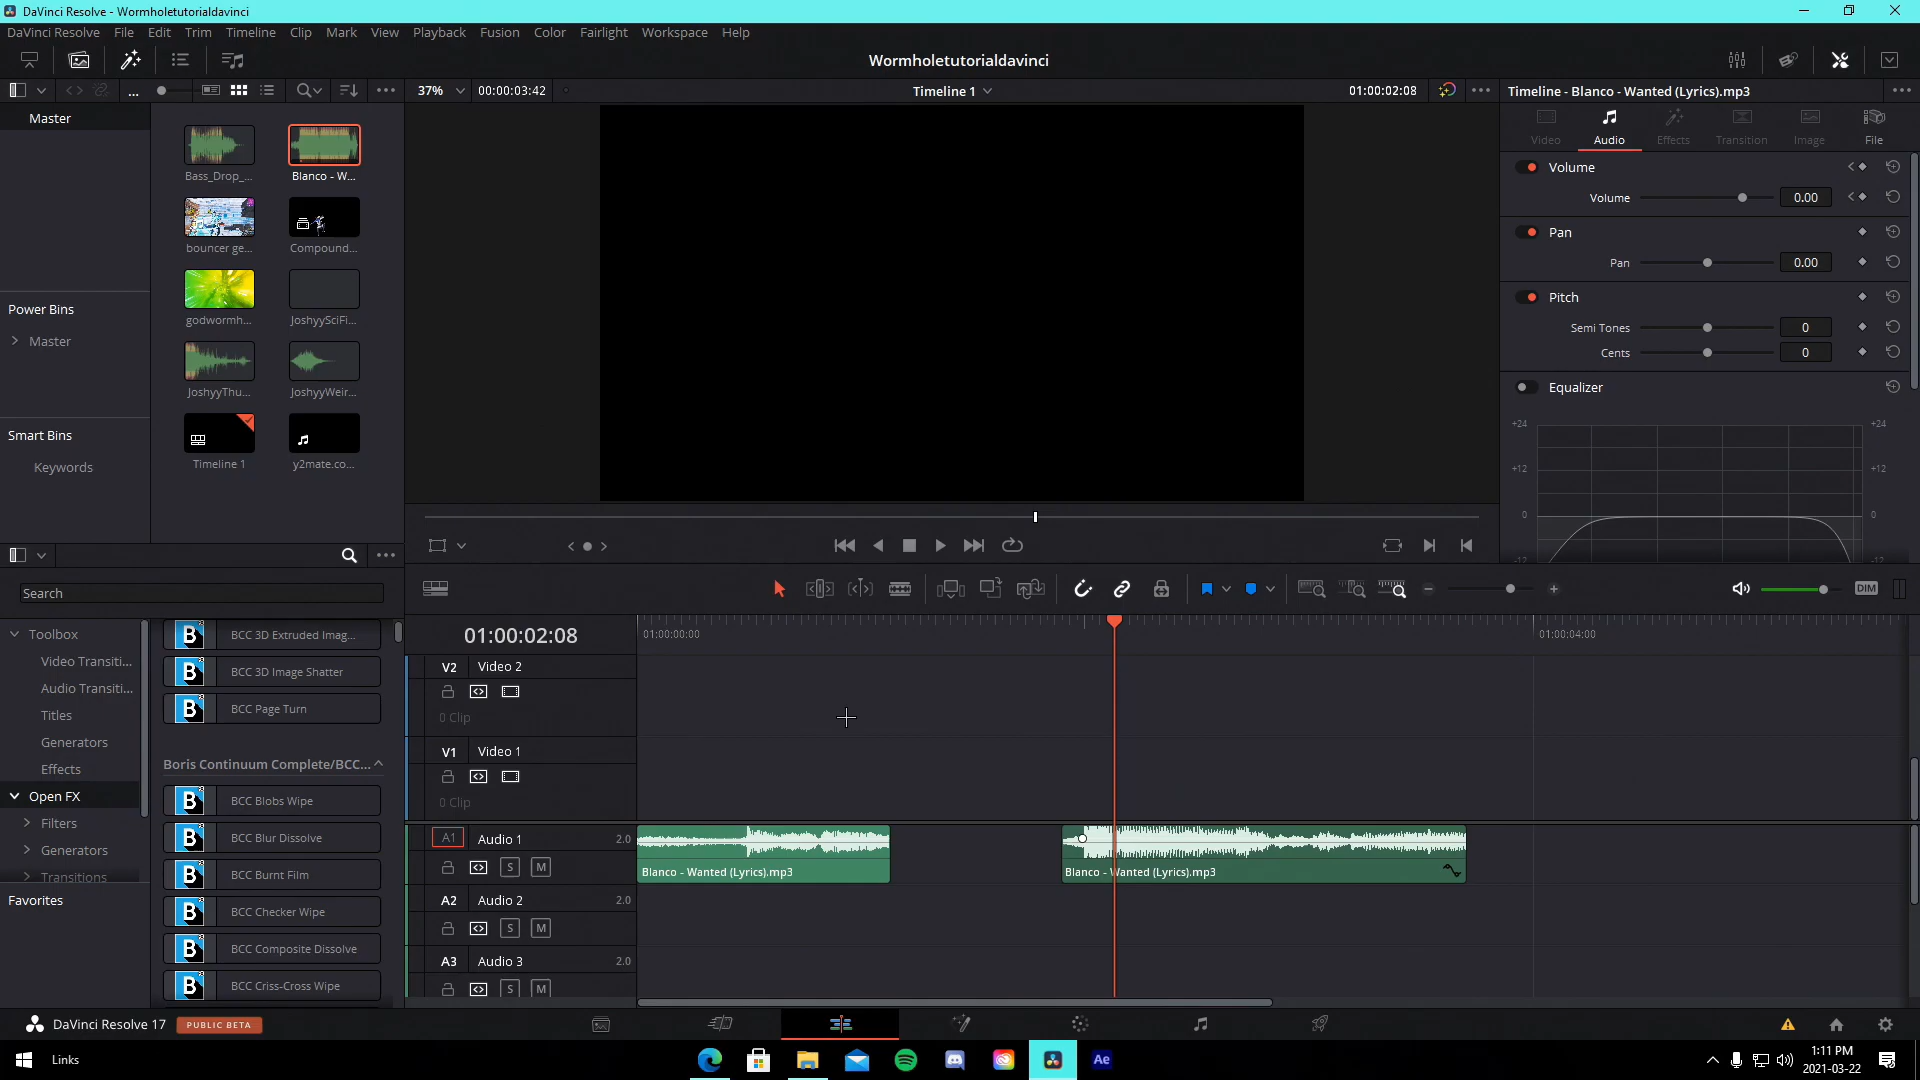 DaVinci Resolve - Wormholetutorialdavinci
DaVinci Resolve File Edit Trim Timeline Clip Mark View Playback Fusion Color Fairlight Workspace Help
Wormholetutorialdavinci
... 37% 00:00:03:42 Timeline 1 01:00:02:08 Timeline - Blanco - Wanted (Lyrics).mp3
Master
Power Bins
Master
Smart Bins
Keywords
Bass_Drop_... Blanco - W...
bouncer ge... Compound...
godwormh... JoshyySciFi...
JoshyyThu... JoshyyWeir...
Timeline 1 y2mate.co...
Video Audio Effects Transition Image File
Volume
Volume 0.00
Pan
Pan 0.00
Pitch
Semi Tones 0
Cents 0
Equalizer
+24 +24
+12 +12
0 0
-12 -12
Search
Toolbox
Video Transiti...
Audio Transiti...
Titles
Generators
Effects
Open FX
Filters
Generators
Transitions
Favorites
BCC 3D Extruded Imag...
BCC 3D Image Shatter
BCC Page Turn
Boris Continuum Complete/BCC...
BCC Blobs Wipe
BCC Blur Dissolve
BCC Burnt Film
BCC Checker Wipe
BCC Composite Dissolve
BCC Criss-Cross Wipe
DIM
01:00:02:08 01:00:00:00 01:00:04:00
V2 Video 2
0 Clip
V1 Video 1
0 Clip
A1 Audio 1 2.0
S M
Blanco - Wanted (Lyrics).mp3 Blanco - Wanted (Lyrics).mp3
A2 Audio 2 2.0
S M
A3 Audio 3 2.0
S M
DaVinci Resolve 17 PUBLIC BETA
Links
Ae
1:11 PM
2021-03-22